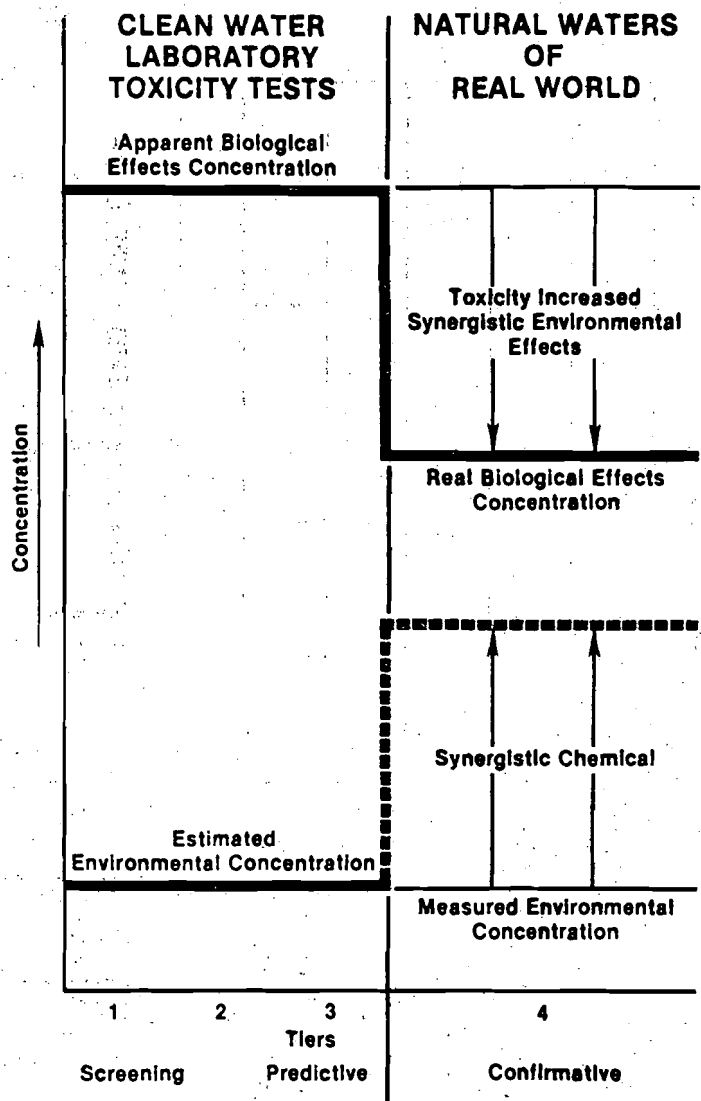 CLEAN WATER
LABORATORY
TOXICITY TESTS
NATURAL WATERS
OF
REAL WORLD
Apparent Biological
Effects Concentration
Toxicity Increased
Synergistic Environmental
Effects
Concentration
Real Biological Effects
Concentration
Synergistic Chemical
Estimated
Environmental Concentration
Measured Environmental
Concentration
1 2 3 4
Tiers
Screening Predictive Confirmative